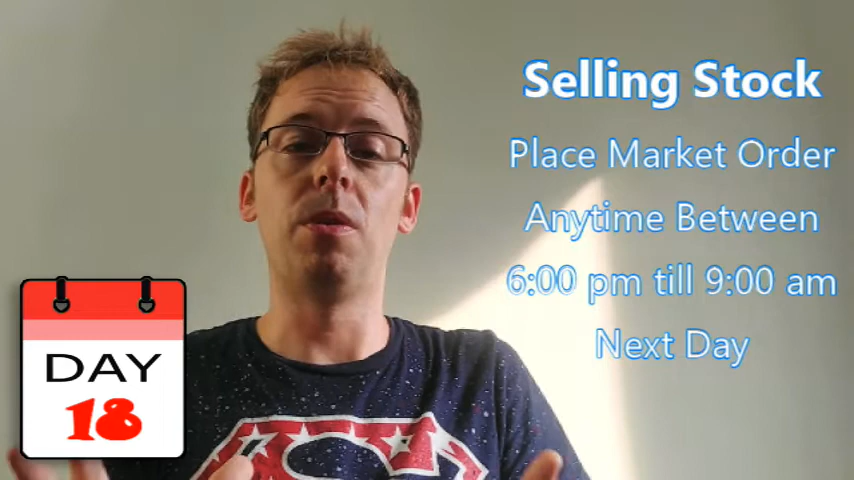 Selling Stock
Place Market Order
Anytime Between
6:00 pm till 9:00 am
Next Day
DAY
18